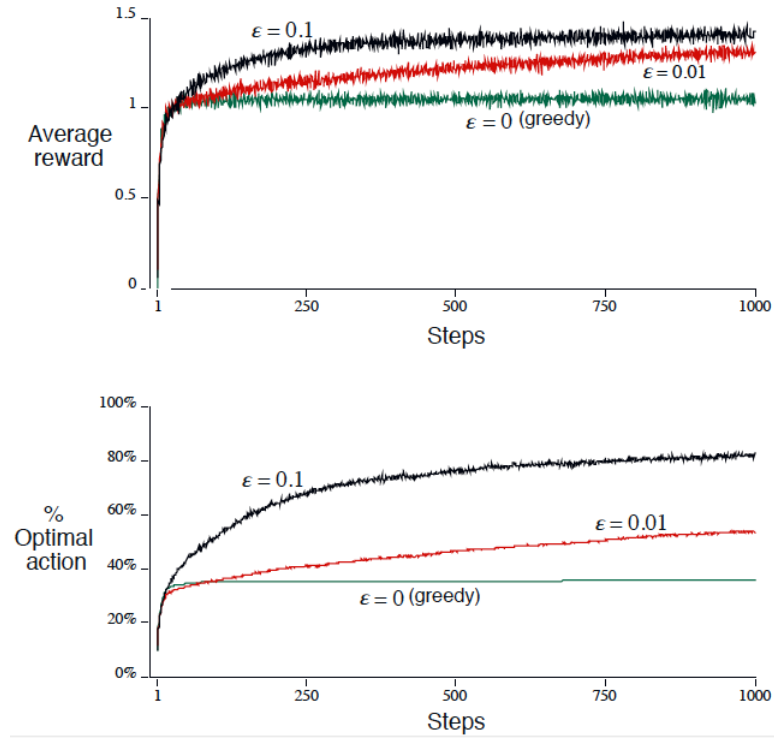 1.5
ε = 0.1
ε = 0.01
1
ε = 0 (greedy)
Average
reward
0.5
0
1 250 500 750 1000
Steps
100%
80%
ε = 0.1
%
Optimal
action
60%
ε = 0.01
40%
ε = 0 (greedy)
20%
0%
1 250 500 750 1000
Steps